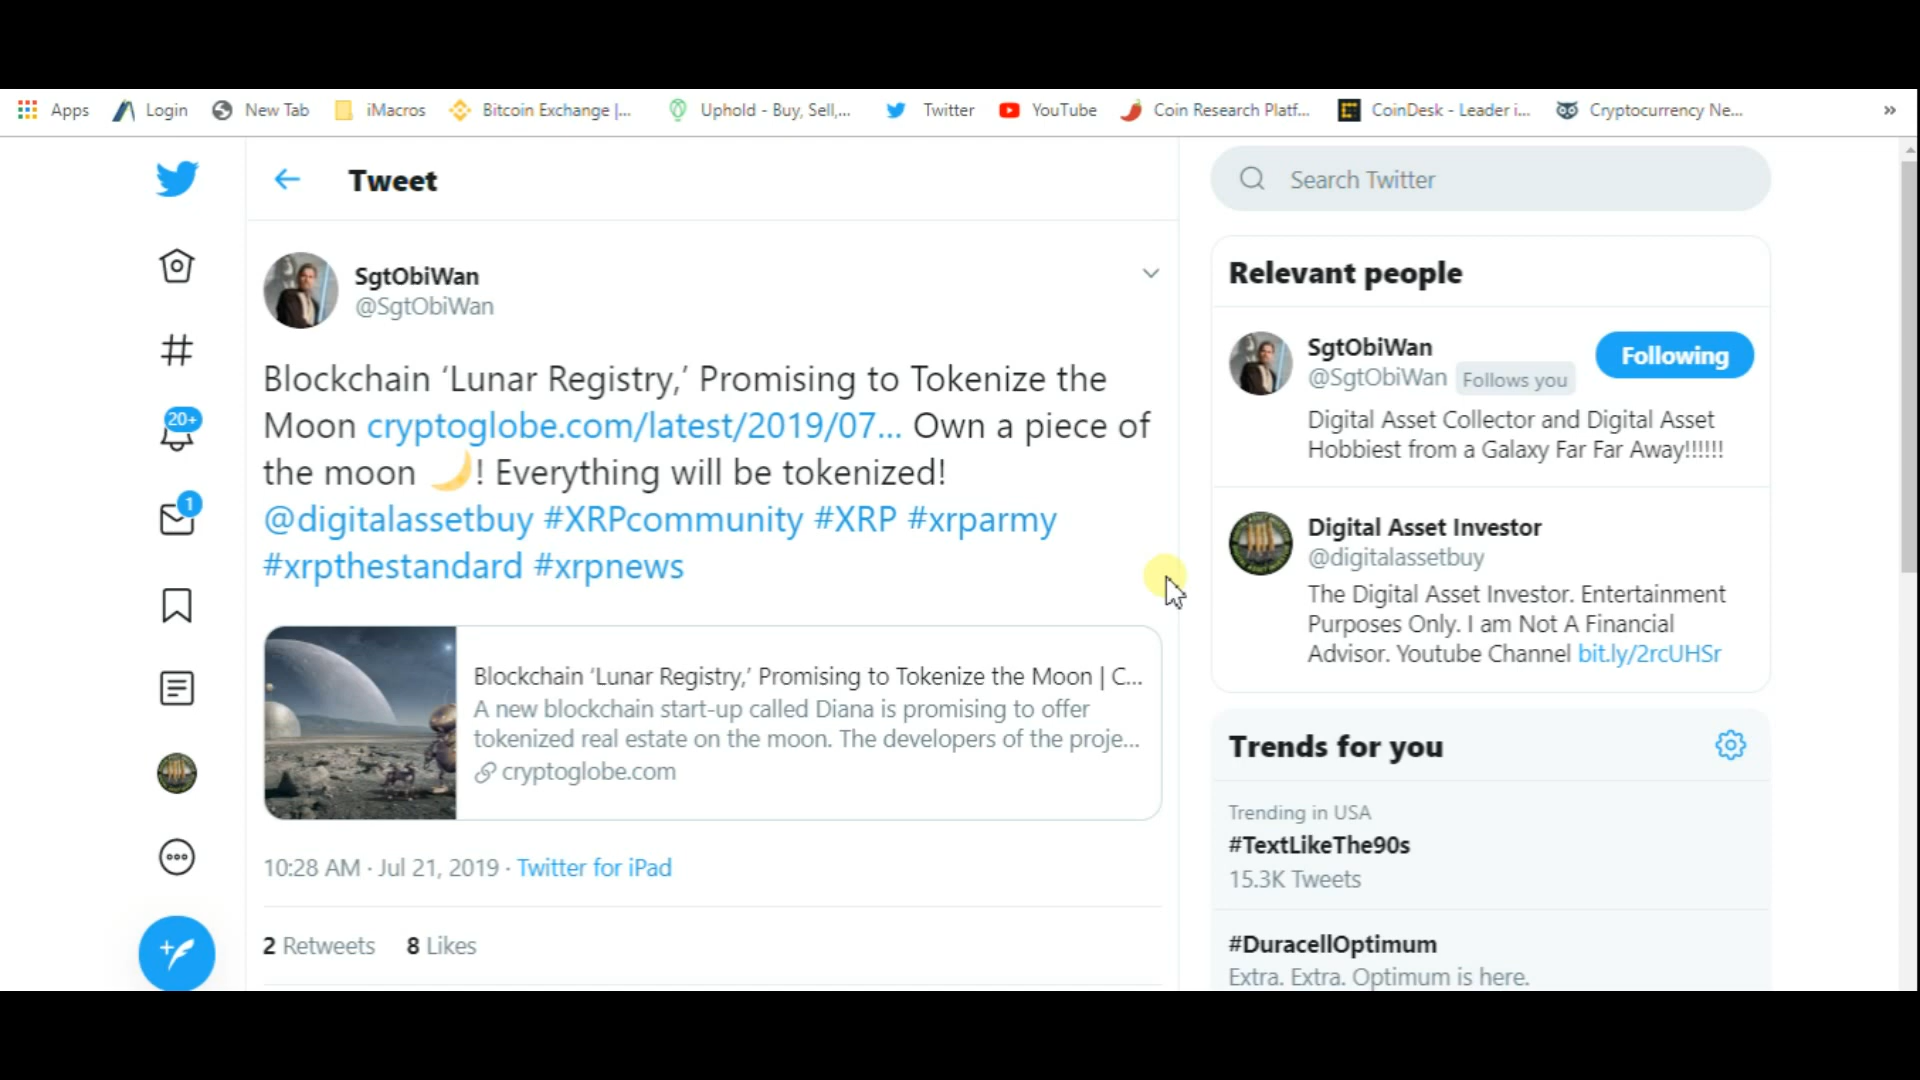 Apps Login New Tab iMacros Bitcoin Exchange |... Uphold - Buy, Sell,... Twitter YouTube Coin Research Platf... CoinDesk - Leader i... Cryptocurrency Ne... »
Tweet
SgtObiWan
@SgtObiWan
Blockchain ‘Lunar Registry,’ Promising to Tokenize the
Moon cryptoglobe.com/latest/2019/07... Own a piece of
the moon 🌙! Everything will be tokenized!
@digitalassetbuy #XRPcommunity #XRP #xrparmy
#xrpthestandard #xrpnews
Blockchain ‘Lunar Registry,’ Promising to Tokenize the Moon | C...
A new blockchain start-up called Diana is promising to offer
tokenized real estate on the moon. The developers of the proje...
cryptoglobe.com
10:28 AM · Jul 21, 2019 · Twitter for iPad
2 Retweets 8 Likes
20+
1
Search Twitter
Relevant people
SgtObiWan
@SgtObiWan Follows you
Following
Digital Asset Collector and Digital Asset
Hobbiest from a Galaxy Far Far Away!!!!!!
Digital Asset Investor
@digitalassetbuy
The Digital Asset Investor. Entertainment
Purposes Only. I am Not A Financial
Advisor. Youtube Channel bit.ly/2rcUHSr
Trends for you
Trending in USA
#TextLikeThe90s
15.3K Tweets
#DuracellOptimum
Extra. Extra. Optimum is here.